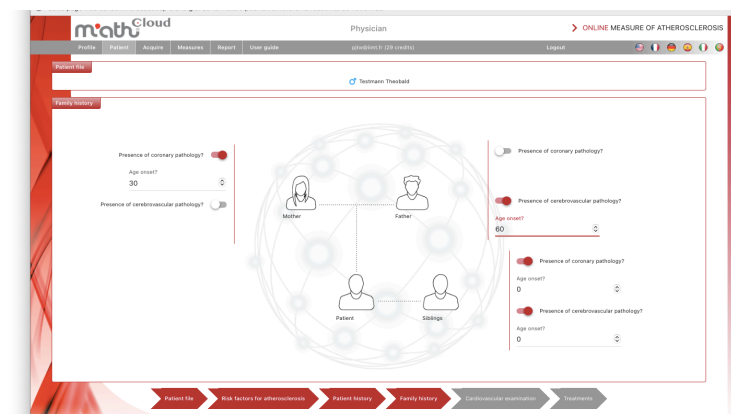 m·ath Cloud
Physician
ONLINE MEASURE OF ATHEROSCLEROSIS
Profile Patient Acquire Measures Report User guide
(29 credits) Logout
Patient file
Testmann Theobald
Family history
Presence of coronary pathology?
Age onset?
30
Presence of cerebrovascular pathology?
Mother
Father
Patient
Siblings
Presence of coronary pathology?
Presence of cerebrovascular pathology?
Age onset?
60
Presence of coronary pathology?
Age onset?
0
Presence of cerebrovascular pathology?
Age onset?
0
Patient file
Risk factors for atherosclerosis
Patient history
Family history
Cardiovascular examination
Treatments